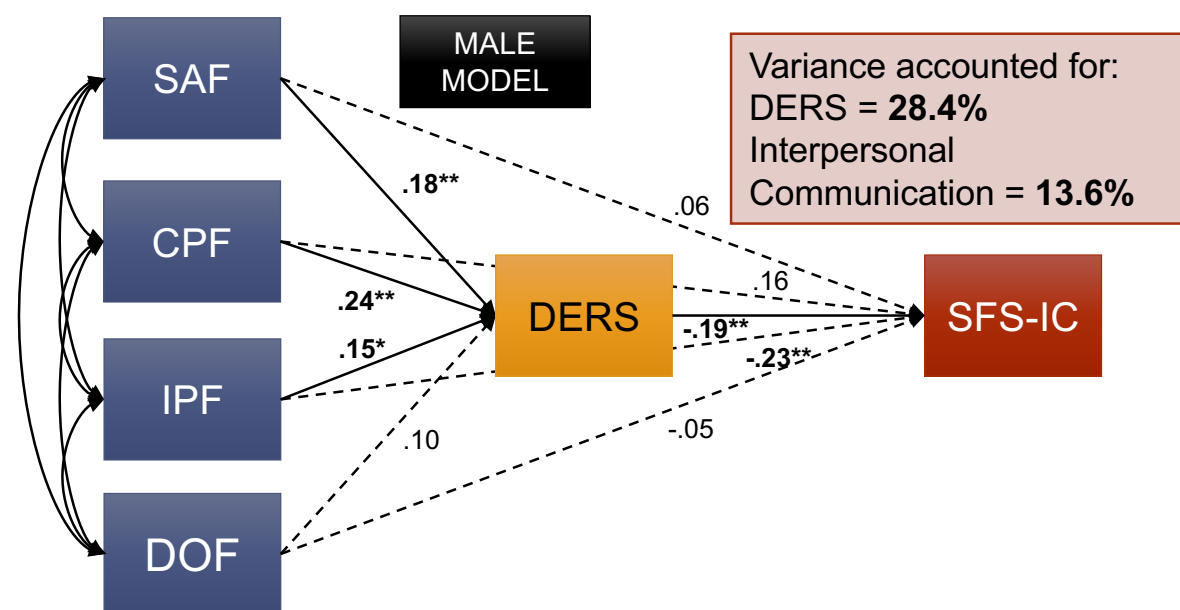 SAF
MALE
MODEL
Variance accounted for:
DERS = 28.4%
Interpersonal
Communication = 13.6%
.18**
.06
CPF
.24**
.16
DERS
-.19**
SFS-IC
.15*
-.23**
IPF
.10
-.05
DOF